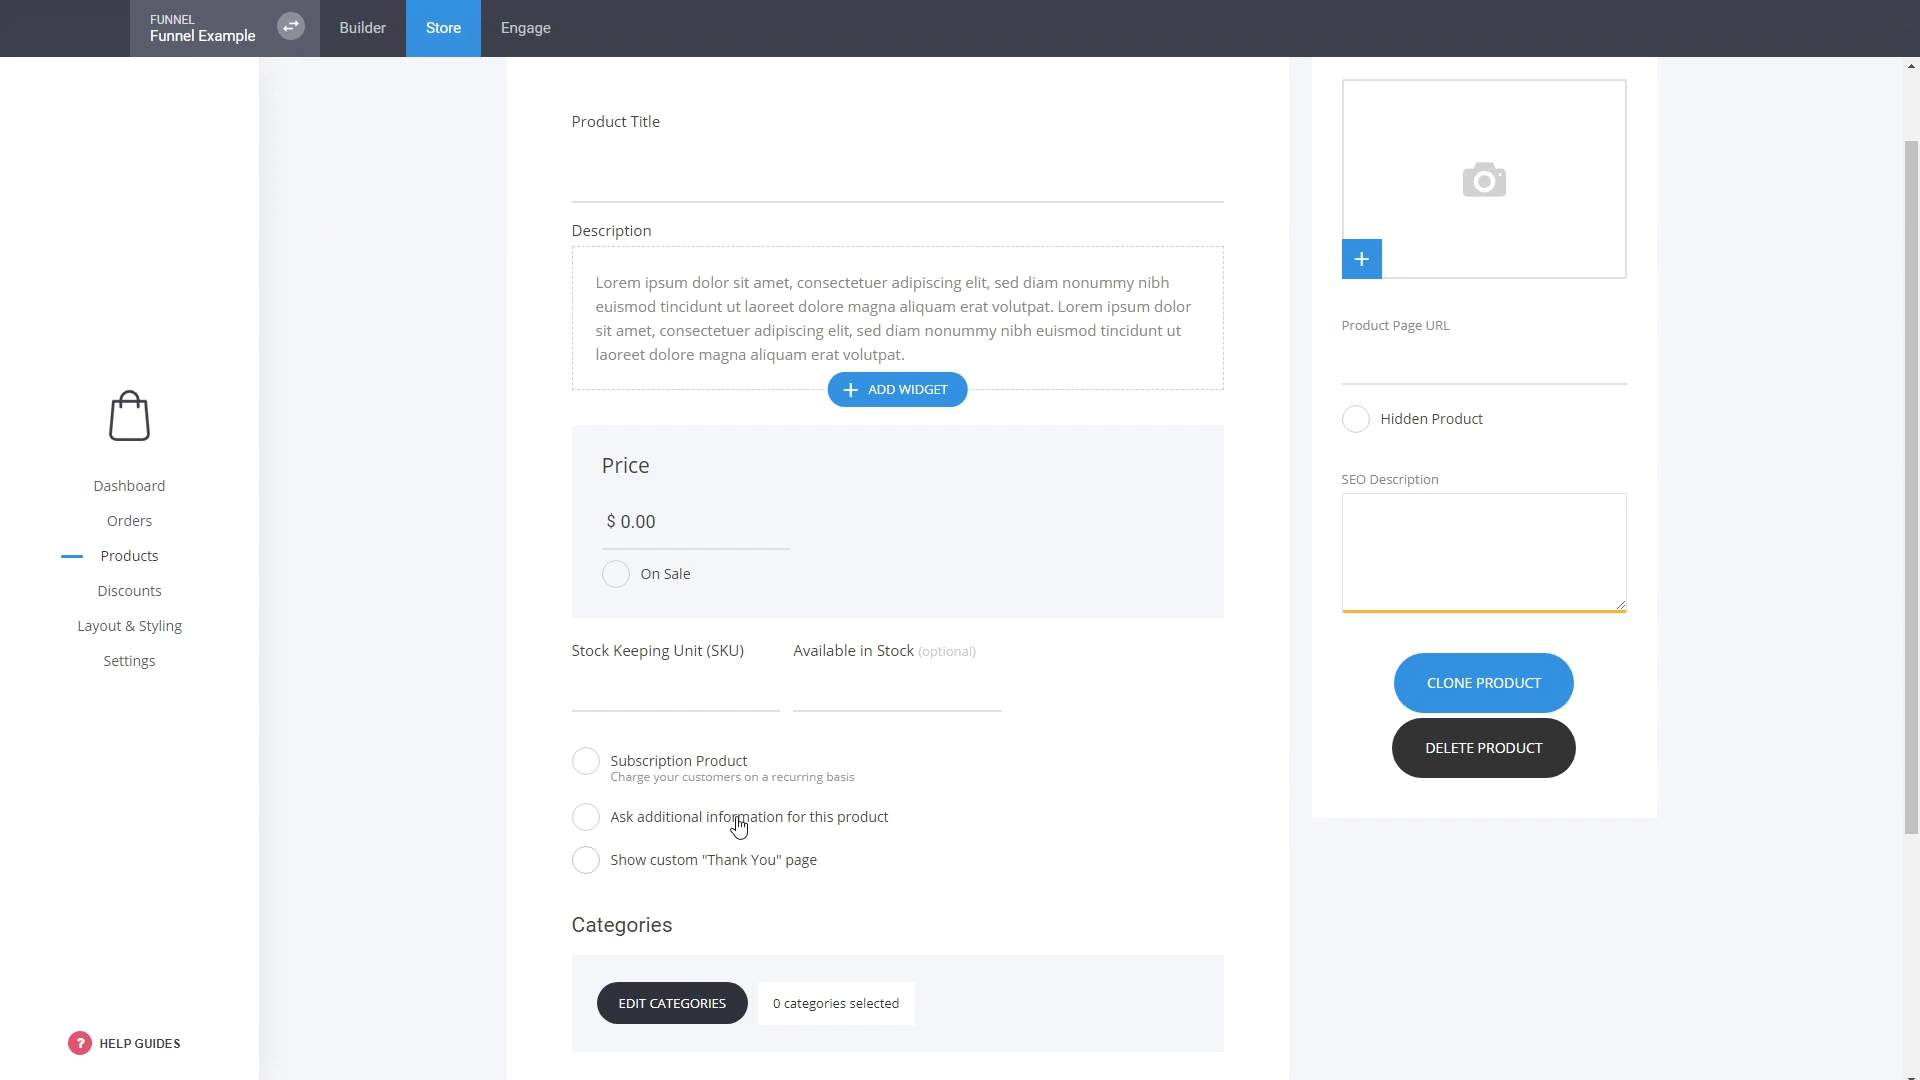 FUNNEL
Funnel Example
Builder
Store
Engage
Dashboard
Orders
Products
Discounts
Layout & Styling
Settings
? HELP GUIDES
Product Title
Description
Lorem ipsum dolor sit amet, consectetuer adipiscing elit, sed diam nonummy nibh
euismod tincidunt ut laoreet dolore magna aliquam erat volutpat. Lorem ipsum dolor
sit amet, consectetuer adipiscing elit, sed diam nonummy nibh euismod tincidunt ut
laoreet dolore magna aliquam erat volutpat.
+ ADD WIDGET
Price
$ 0.00
On Sale
Stock Keeping Unit (SKU)
Available in Stock (optional)
Subscription Product
Charge your customers on a recurring basis
Ask additional information for this product
Show custom "Thank You" page
Categories
EDIT CATEGORIES
0 categories selected
+
Product Page URL
Hidden Product
SEO Description
CLONE PRODUCT
DELETE PRODUCT